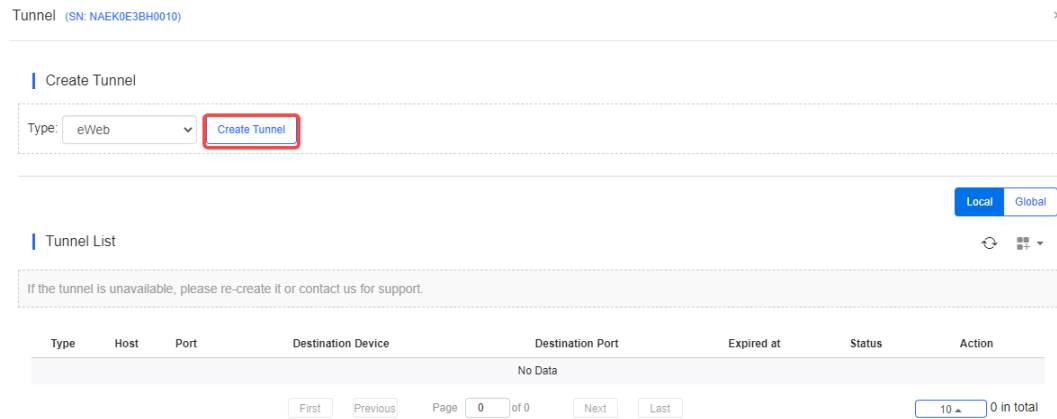 Tunnel (SN: NAEK0E3BH0010)
Create Tunnel
Type: eWeb Create Tunnel
Local Global
Tunnel List
If the tunnel is unavailable, please re-create it or contact us for support.
Type Host Port Destination Device Destination Port Expired at Status Action
No Data
First Previous Page 0 of 0 Next Last 10 0 in total